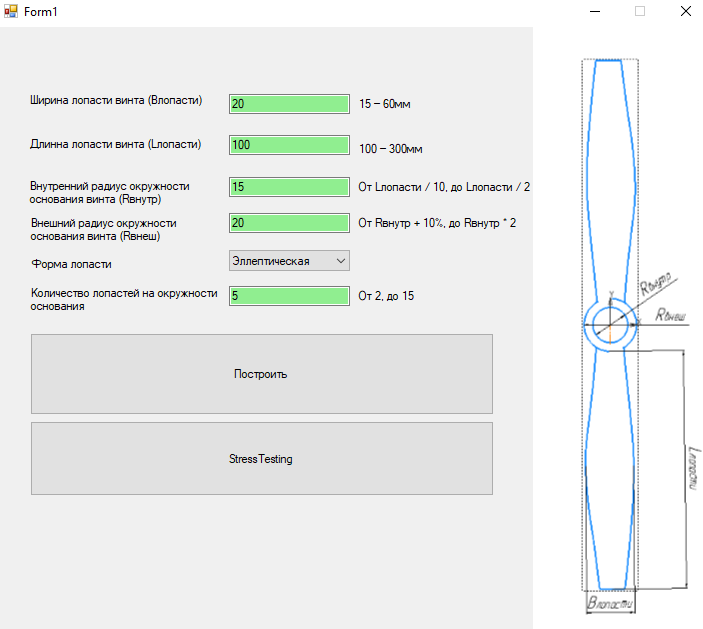 Form1
Ширина лопасти винта (Влопасти)
20
15 – 60мм
Длинна лопасти винта (Lлопасти)
100
100 – 300мм
Внутренний радиус окружности
основания винта (Rвнутр)
15
От Lлопасти / 10, до Lлопасти / 2
Внешний радиус окружности
основания винта (Rвнеш)
20
От Rвнутр + 10%, до Rвнутр * 2
Форма лопасти
Эллептическая
Количество лопастей на окружности
основания
5
От 2, до 15
Построить
StressTesting
Rвнутр
Y
Rвнеш
Lлопасти
Влопасти